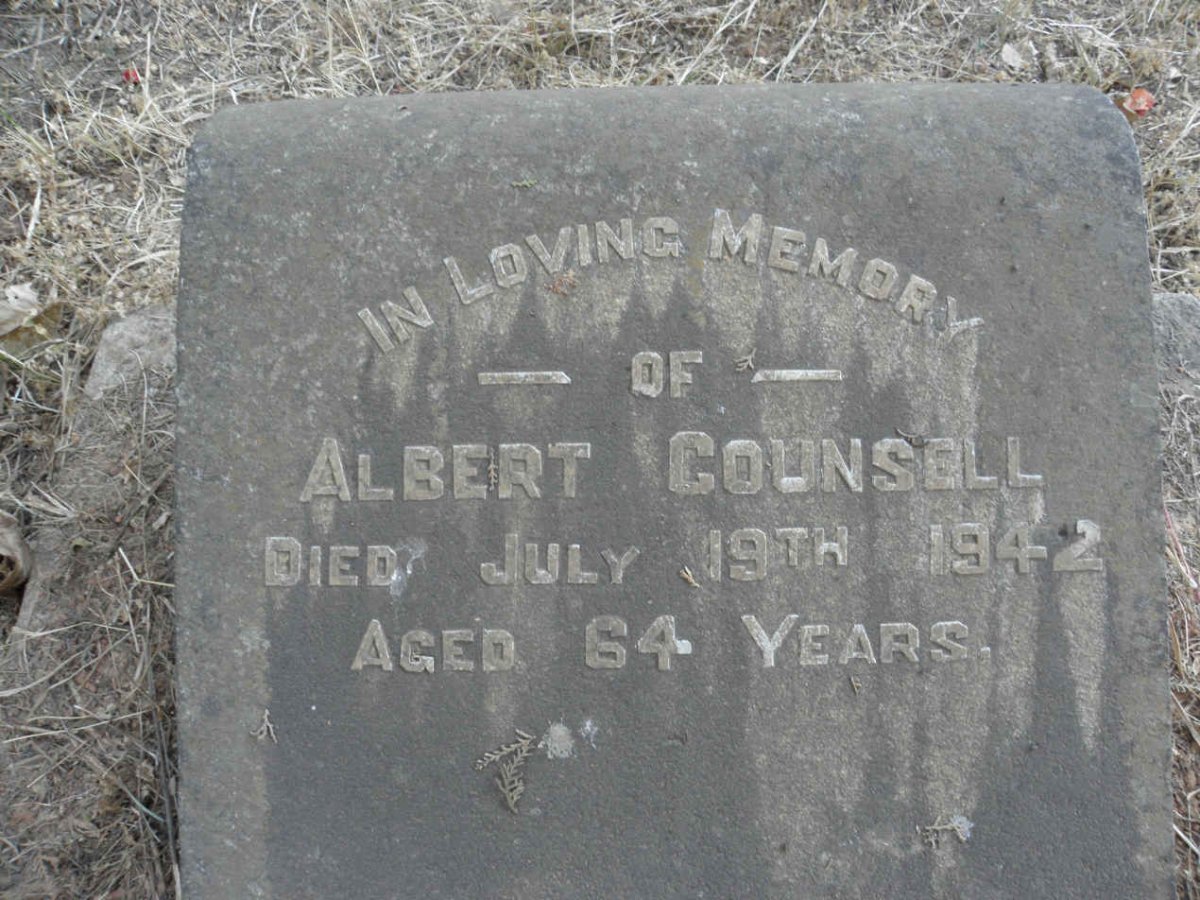 IN LOVING MEMORY
— OF —
ALBERT COUNSELL
DIED JULY 19TH 1942
AGED 64 YEARS.